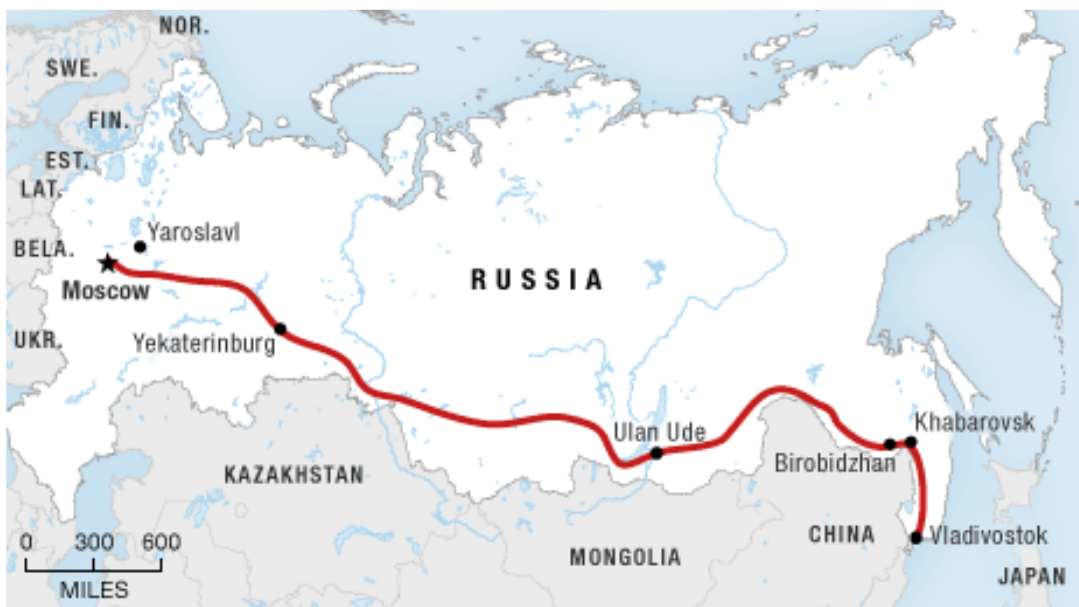 NOR.
SWE.
FIN.
EST.
LAT.
Yaroslavl
BELA.
RUSSIA
Moscow
UKR.
Yekaterinburg
Khabarovsk
Ulan Ude
Birobidzhan
KAZAKHSTAN
CHINA
Vladivostok
0 300 600
MONGOLIA
JAPAN
MILES